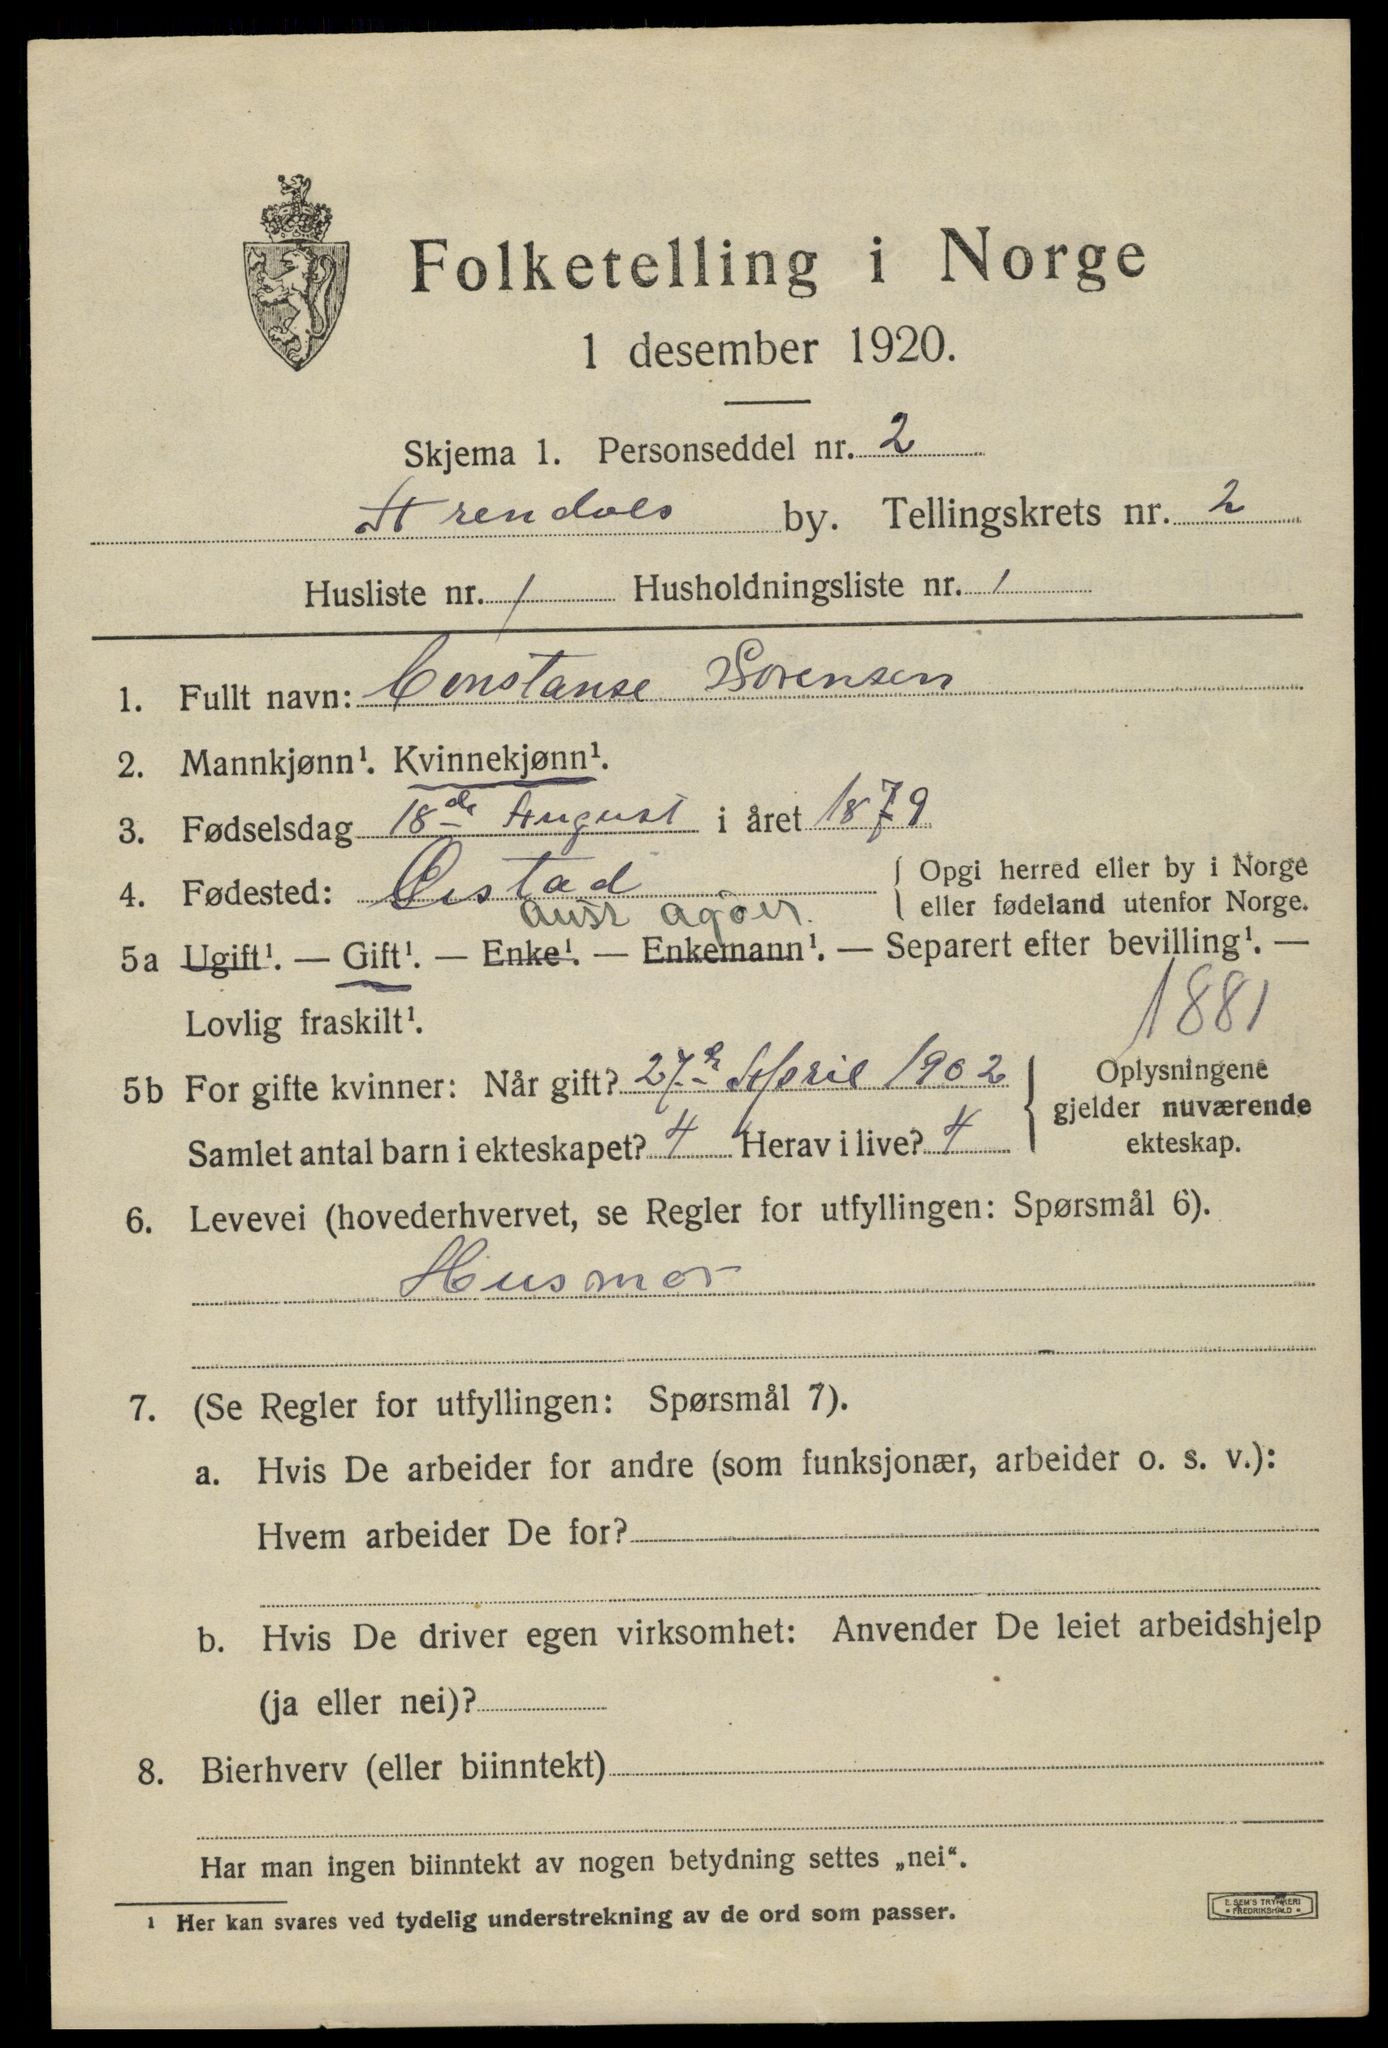 Folketelling i Norge
1 desember 1920.
Skjema 1. Personseddel nr. 2
Arendals by. Tellingskrets nr. 2
Husliste nr. 1 Husholdningsliste nr. 1
1. Fullt navn: Constanse Sørensen
2. Mannkjønn¹. Kvinnekjønn¹.
3. Fødselsdag 18de August i året 1879
4. Fødested: Øistad { Opgi herred eller by i Norge
eller fødeland utenfor Norge.
Aust Agder.
5a Ugift¹. — Gift¹. — Enke¹. — Enkemann¹. — Separert efter bevilling¹. —
Lovlig fraskilt¹.
1881
5b For gifte kvinner: Når gift? 27de April 1902 { Oplysningene
gjelder nuværende
Samlet antal barn i ekteskapet? 4 Herav i live? 4 ekteskap.
6. Levevei (hovederhvervet, se Regler for utfyllingen: Spørsmål 6).
Husmor
7. (Se Regler for utfyllingen: Spørsmål 7).
a. Hvis De arbeider for andre (som funksjonær, arbeider o. s. v.):
Hvem arbeider De for?
b. Hvis De driver egen virksomhet: Anvender De leiet arbeidshjelp
(ja eller nei)?
8. Bierhverv (eller biinntekt)
Har man ingen biinntekt av nogen betydning settes „nei“.
¹ Her kan svares ved tydelig understrekning av de ord som passer.
E. SEM'S TRYKKERI
FREDRIKSHALD